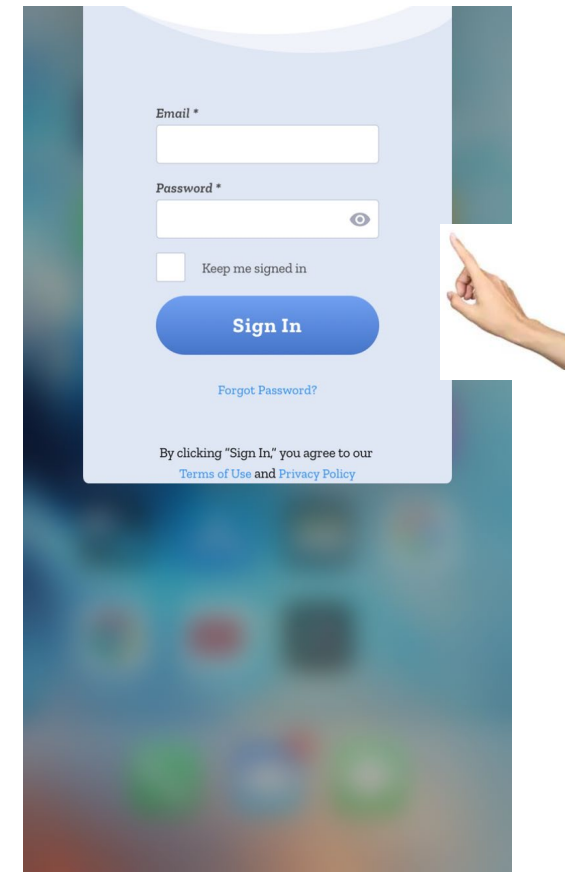 Email *
Password *
Keep me signed in
Sign In
Forgot Password?
By clicking “Sign In,” you agree to our
Terms of Use and Privacy Policy